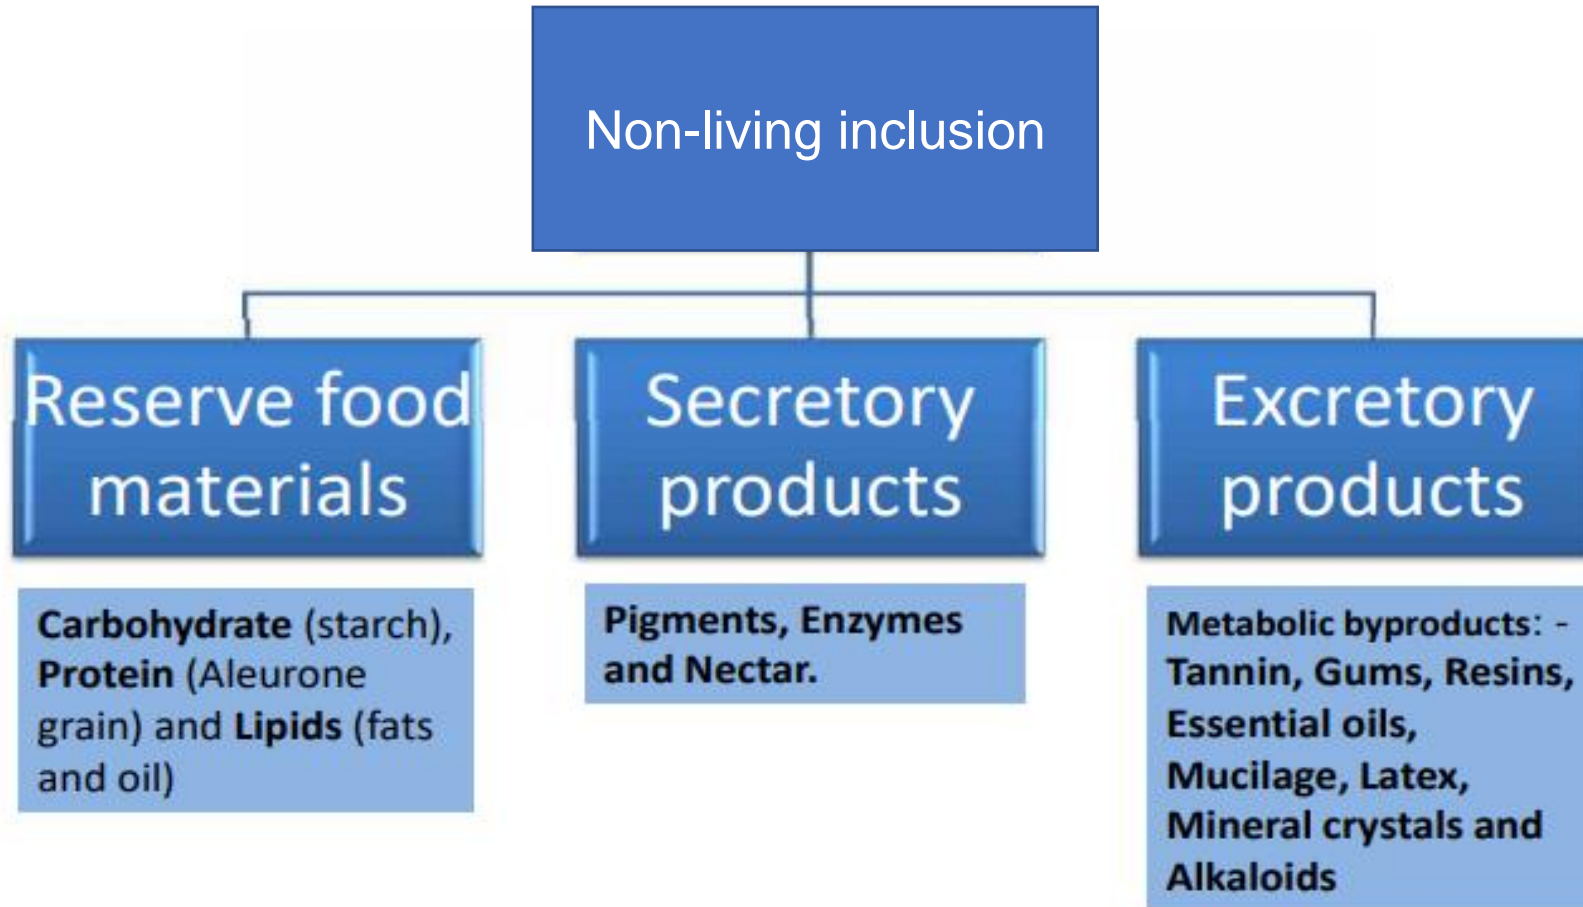 Non-living inclusion
Reserve food
materials
Carbohydrate (starch),
Protein (Aleurone
grain) and Lipids (fats
and oil)
Secretory
products
Pigments, Enzymes
and Nectar.
Excretory
products
Metabolic byproducts: -
Tannin, Gums, Resins,
Essential oils,
Mucilage, Latex,
Mineral crystals and
Alkaloids